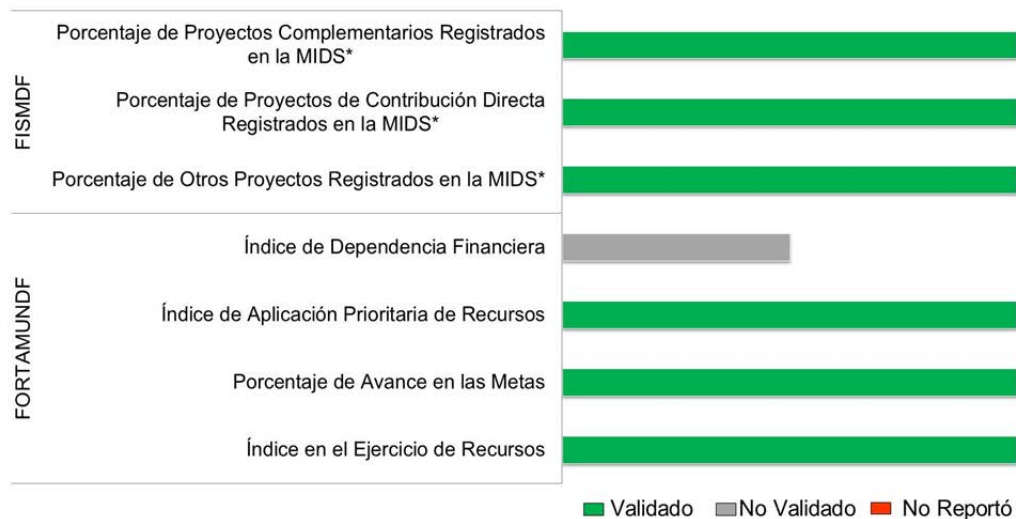 FISMDF
Porcentaje de Proyectos Complementarios Registrados
en la MIDS*
Porcentaje de Proyectos de Contribución Directa
Registrados en la MIDS*
Porcentaje de Otros Proyectos Registrados en la MIDS*
FORTAMUNDF
Índice de Dependencia Financiera
Índice de Aplicación Prioritaria de Recursos
Porcentaje de Avance en las Metas
Índice en el Ejercicio de Recursos
Validado No Validado No Reportó